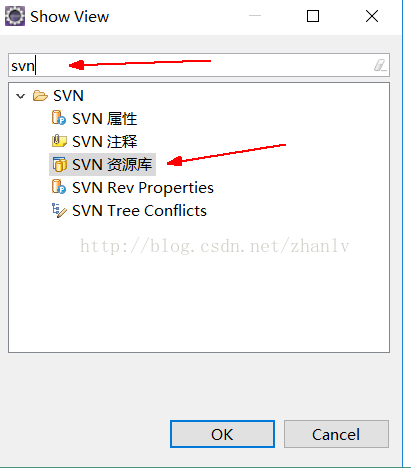 Show View
svn
SVN
SVN 属性
SVN 注释
SVN 资源库
SVN Rev Properties
SVN Tree Conflicts
http://blog.csdn.net/zhanlv
OK
Cancel